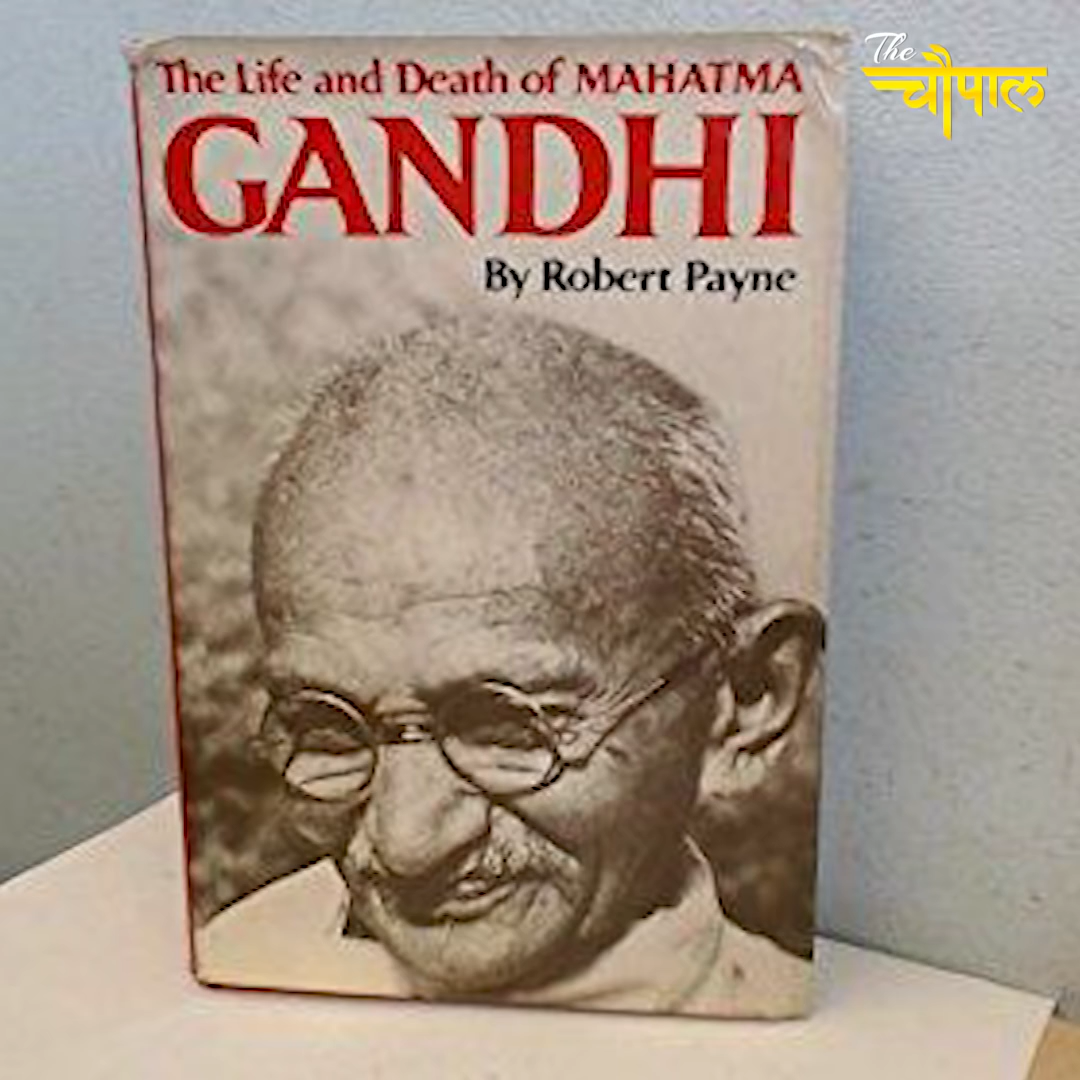 The Life and Death of MAHATMA
GANDHI
By Robert Payne
The
चौपाल